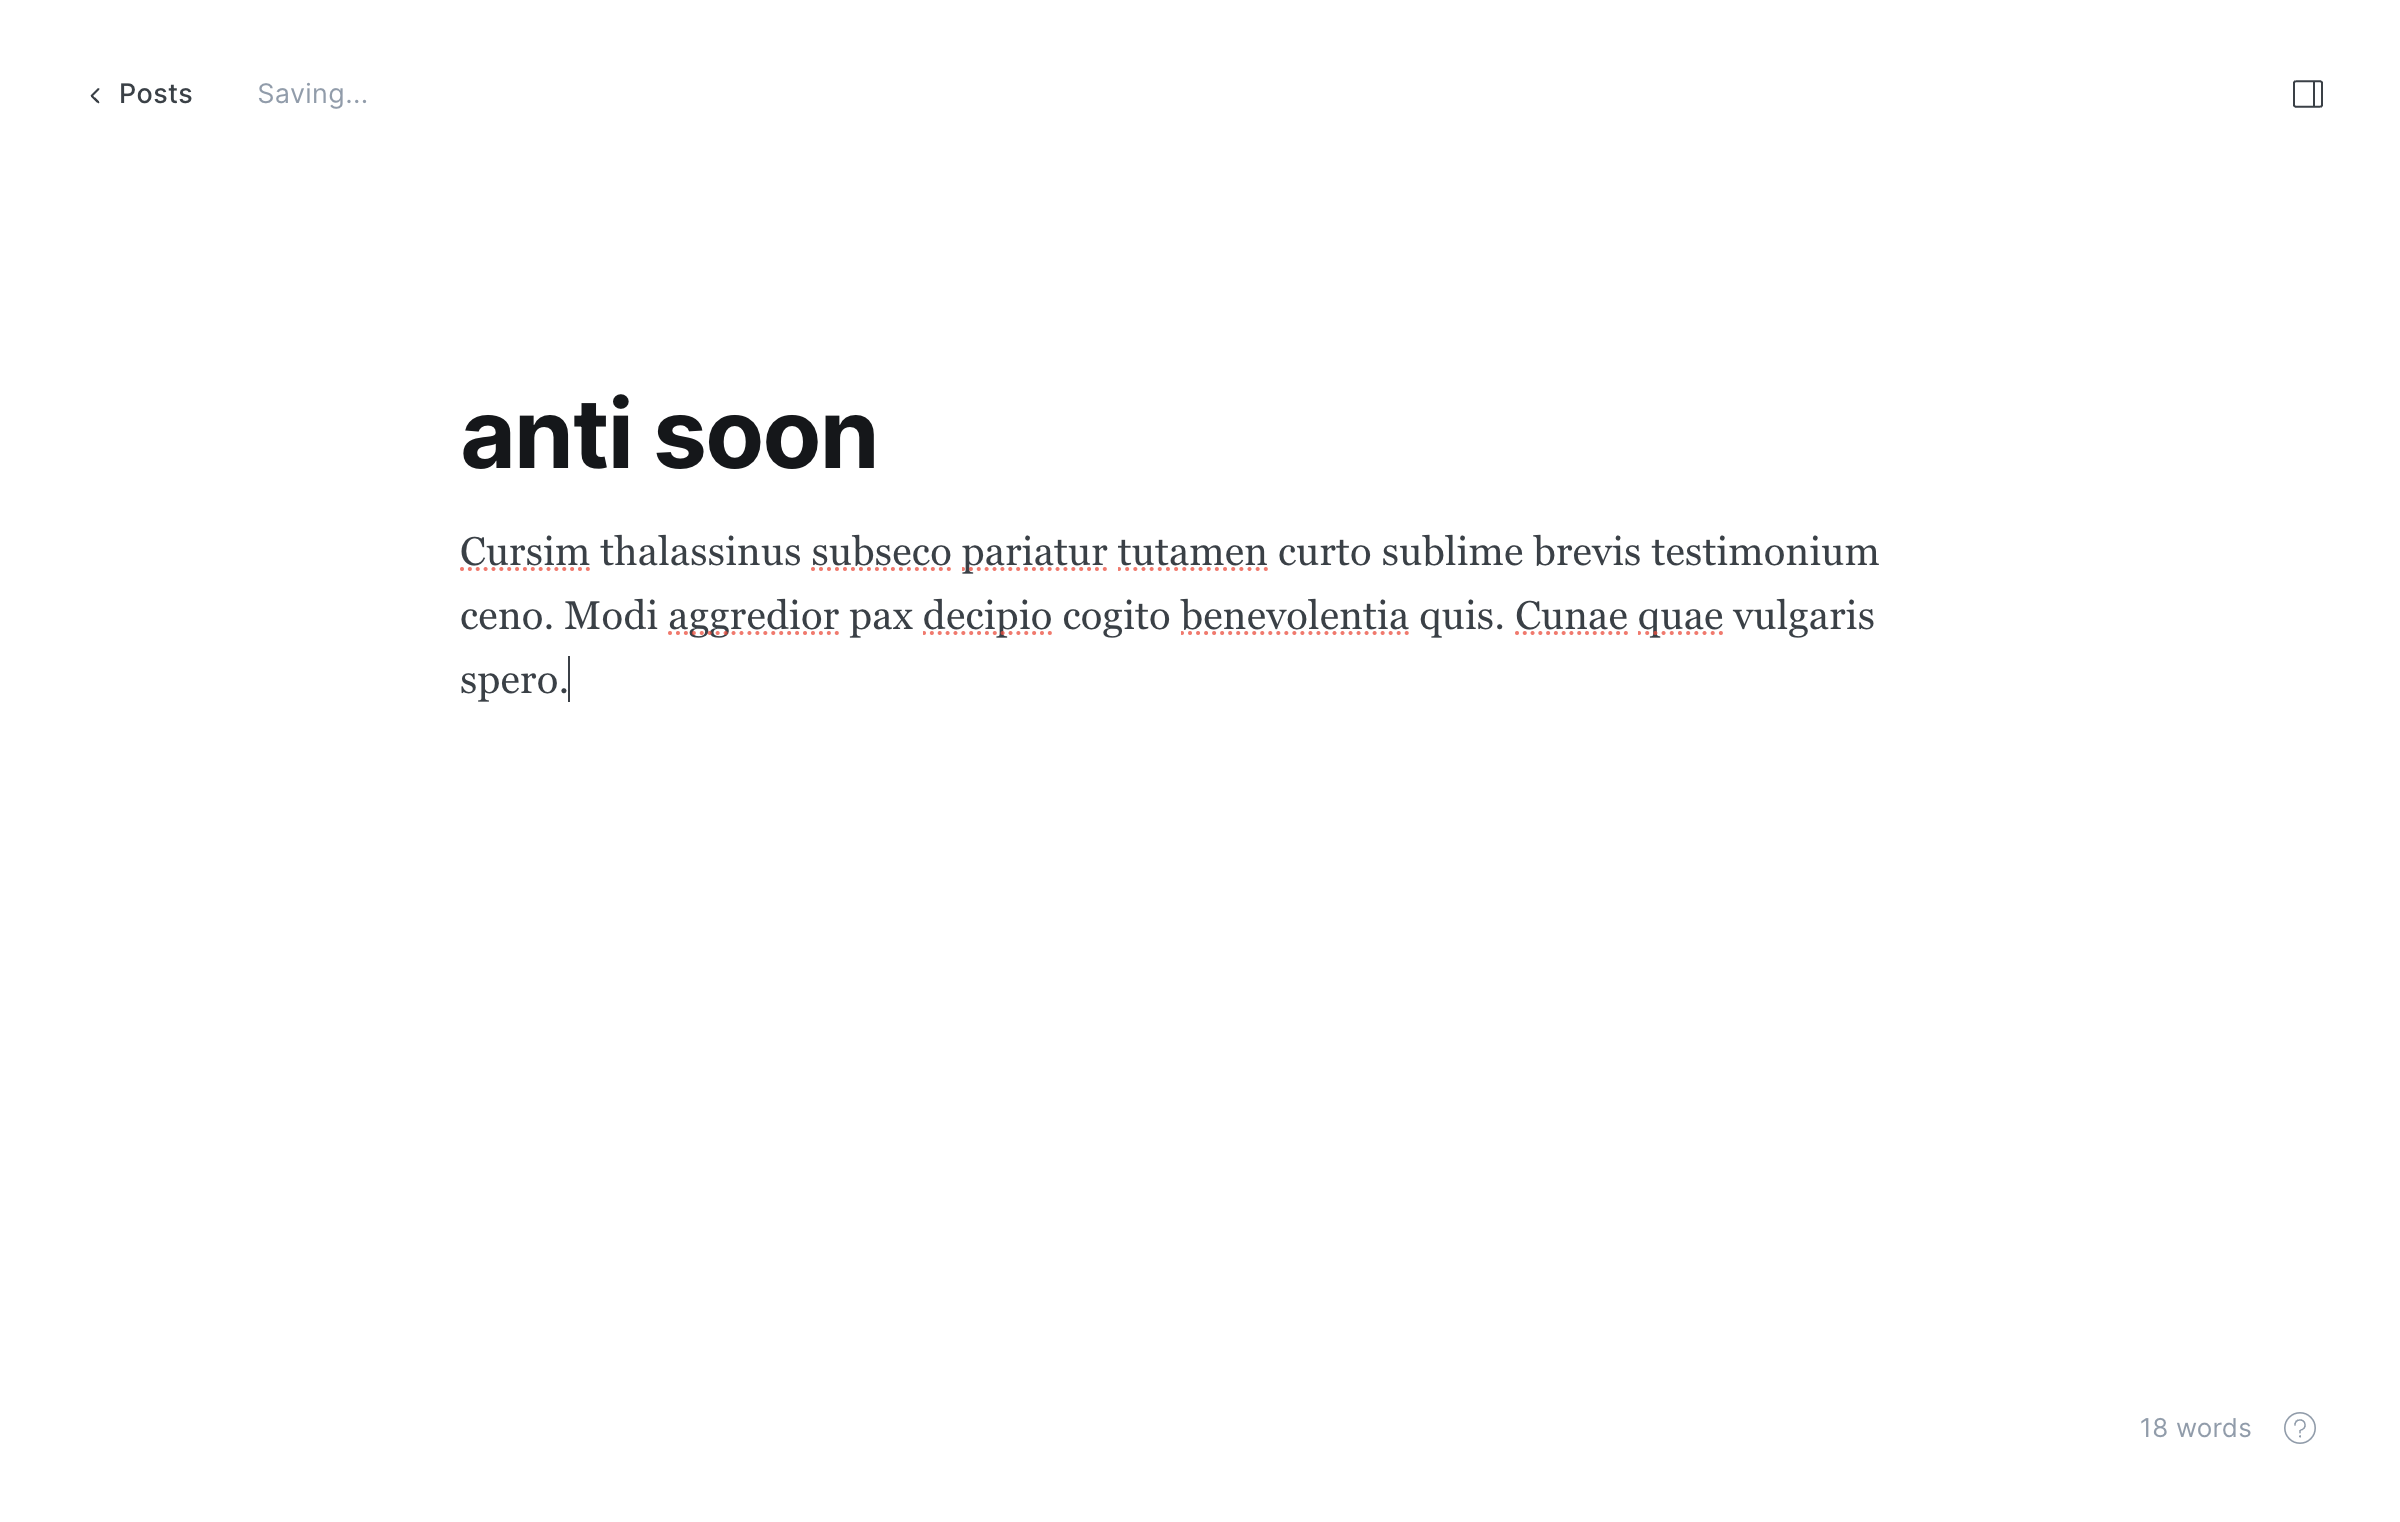 Posts
Saving...
anti soon
Cursim thalassinus subseco pariatur tutamen curto sublime brevis testimonium
ceno. Modi aggredior pax decipio cogito benevolentia quis. Cunae quae vulgaris
spero.
18 words
?